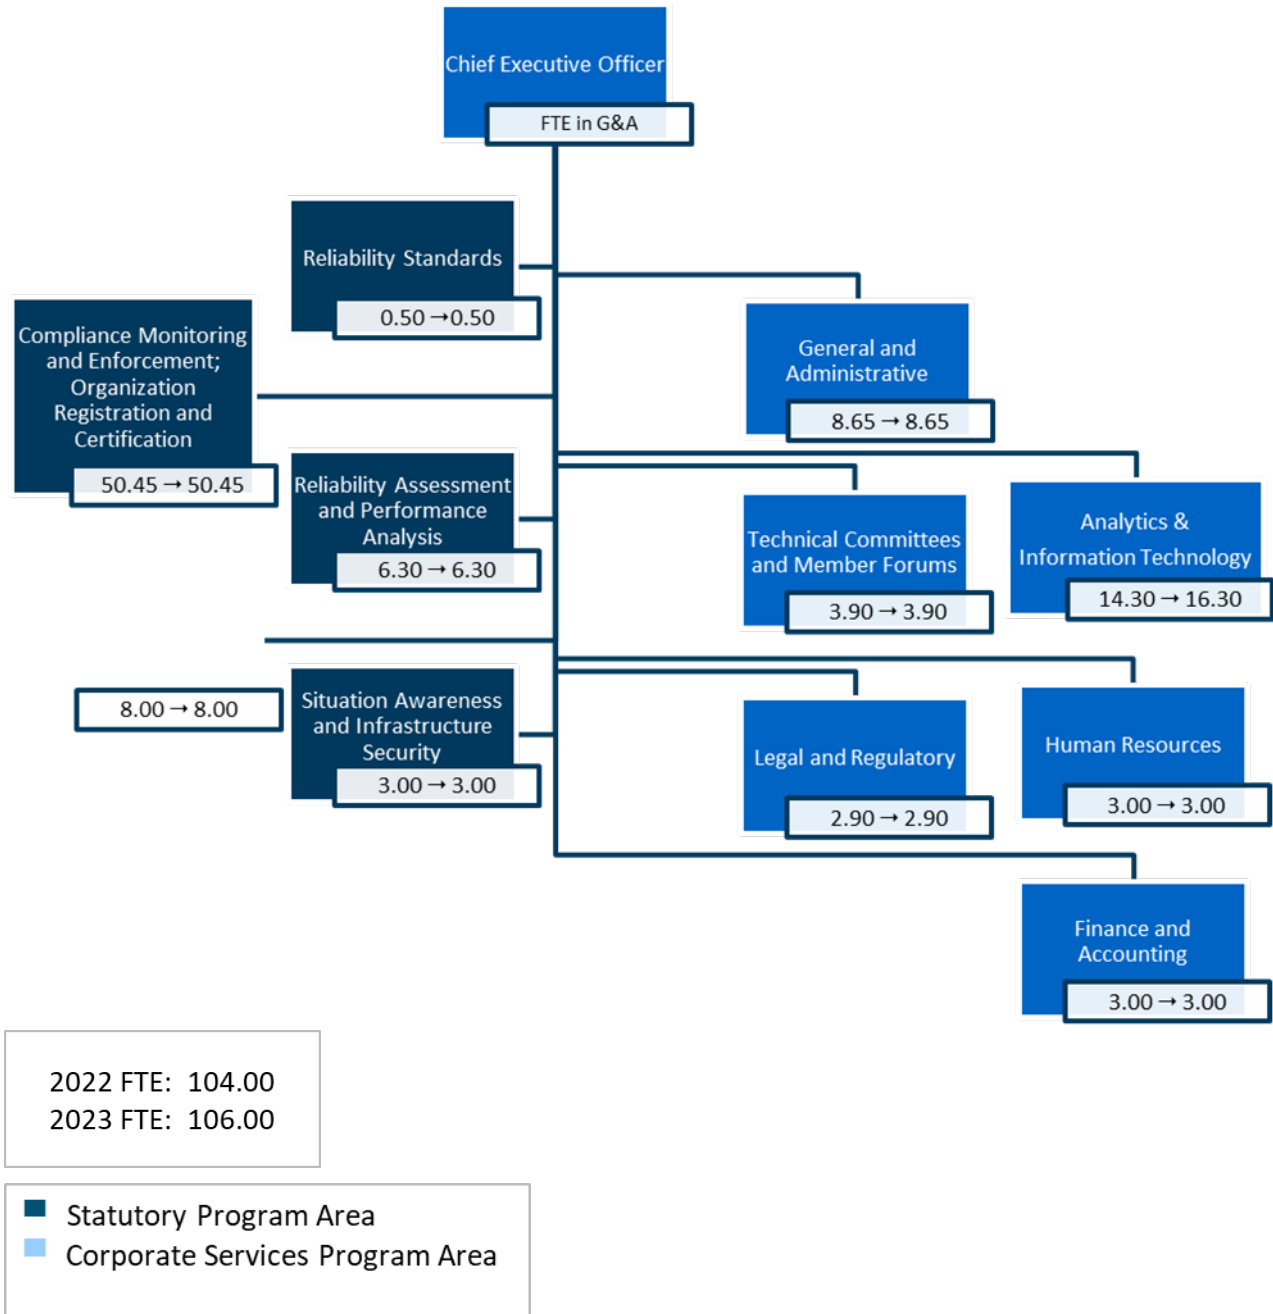 Chief Executive Officer
FTE in G&A
Reliability Standards
0.50 →0.50
Compliance Monitoring
and Enforcement;
Organization
Registration and
Certification
50.45 → 50.45
General and
Administrative
8.65 → 8.65
Reliability Assessment
and Performance
Analysis
6.30 → 6.30
Technical Committees
and Member Forums
3.90 → 3.90
Analytics &
Information Technology
14.30 → 16.30
8.00 → 8.00
Situation Awareness
and Infrastructure
Security
3.00 → 3.00
Legal and Regulatory
2.90 → 2.90
Human Resources
3.00 → 3.00
Finance and
Accounting
3.00 → 3.00
2022 FTE: 104.00
2023 FTE: 106.00
Statutory Program Area
Corporate Services Program Area